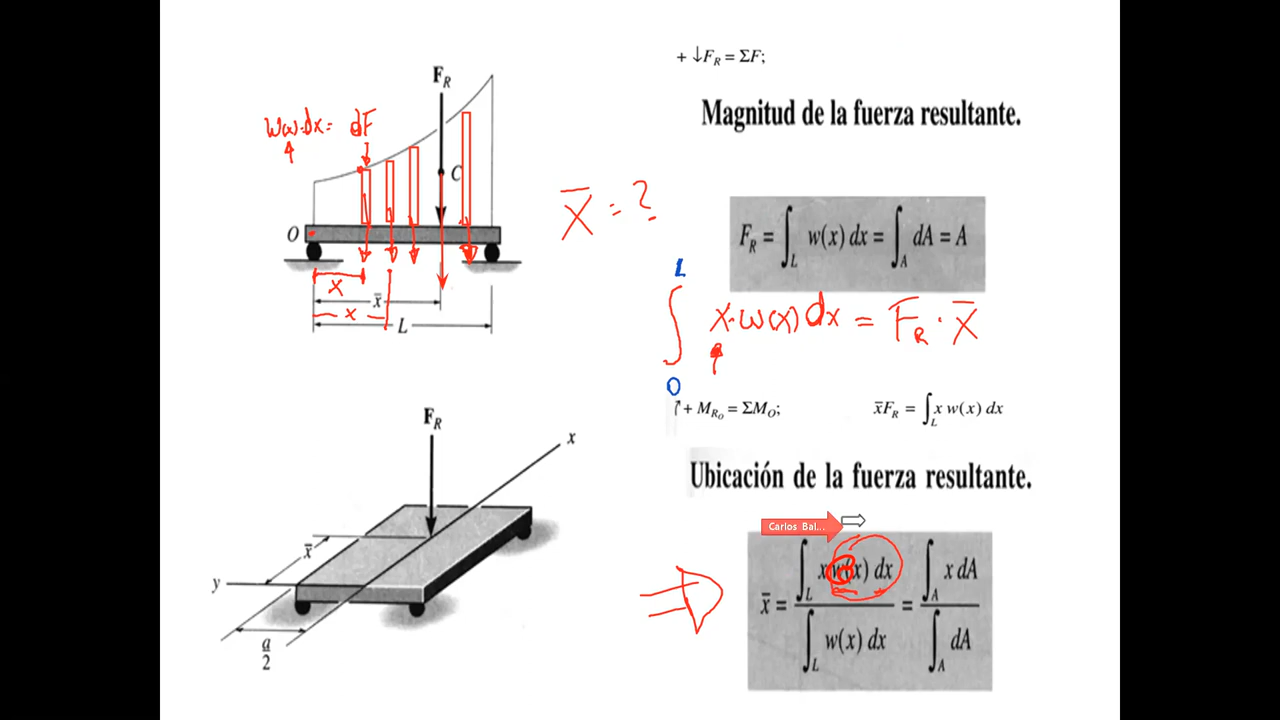 + ↓F_R = ΣF;
F_R
Magnitud de la fuerza resultante.
w(x)·dx = dF
C
x̄ = ?
F_R = ∫_L w(x) dx = ∫_A dA = A
O
x
x̄
x
L
L
∫ x·w(x) dx = F_R · x̄
0
↱+ M_{R_O} = ΣM_O;
x̄F_R = ∫_L x w(x) dx
F_R
x
Ubicación de la fuerza resultante.
Carlos Bal...
x̄
y
a/2
x̄ = ∫_L x w(x) dx / ∫_L w(x) dx = ∫_A x dA / ∫_A dA